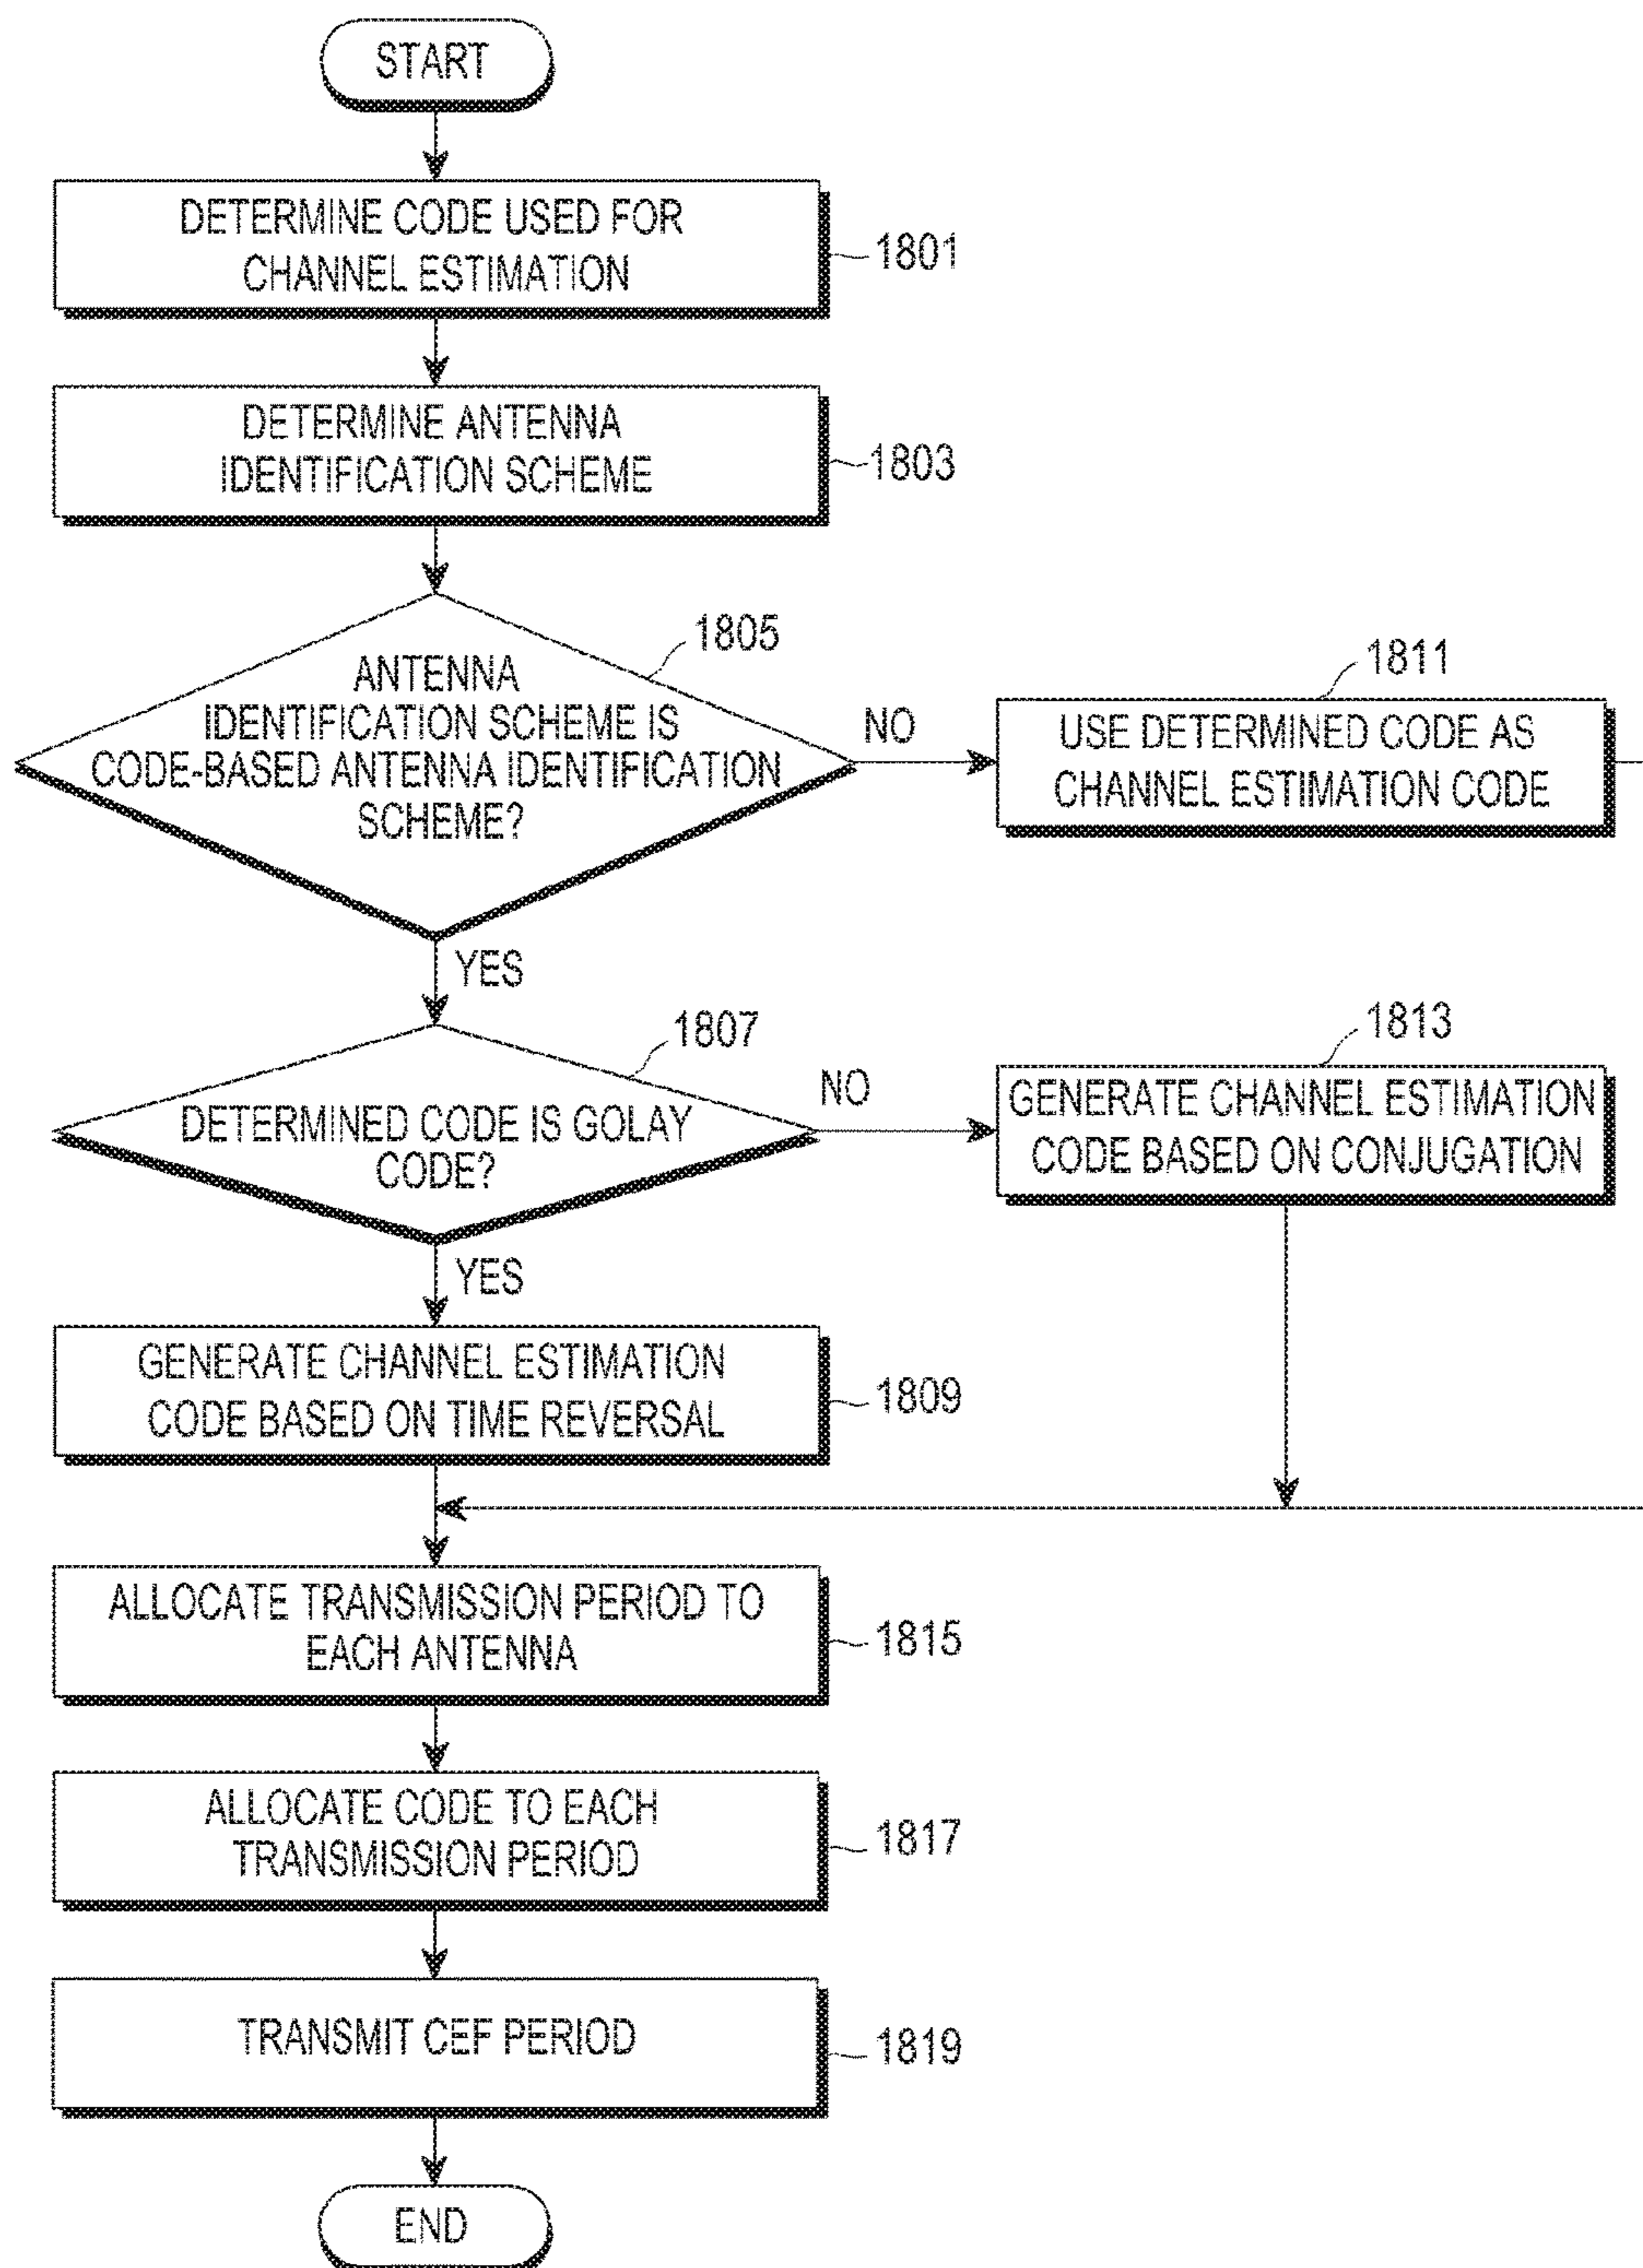 START
DETERMINE CODE USED FOR
CHANNEL ESTIMATION
1801
DETERMINE ANTENNA
IDENTIFICATION SCHEME
1803
1805
ANTENNA
IDENTIFICATION SCHEME IS
CODE-BASED ANTENNA IDENTIFICATION
SCHEME?
NO
1811
USE DETERMINED CODE AS
CHANNEL ESTIMATION CODE
YES
1807
DETERMINED CODE IS GOLAY
CODE?
NO
1813
GENERATE CHANNEL ESTIMATION
CODE BASED ON CONJUGATION
YES
GENERATE CHANNEL ESTIMATION
CODE BASED ON TIME REVERSAL
1809
ALLOCATE TRANSMISSION PERIOD TO
EACH ANTENNA
1815
ALLOCATE CODE TO EACH
TRANSMISSION PERIOD
1817
TRANSMIT CEF PERIOD
1819
END